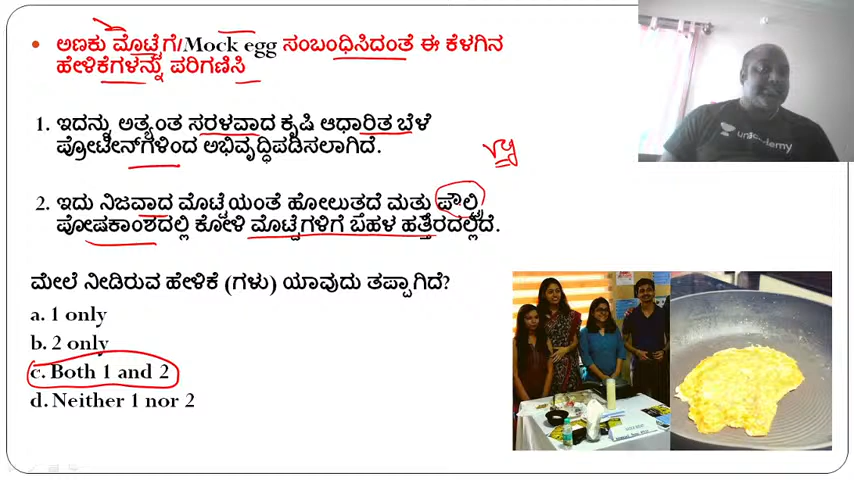 ಅಣಕು ಮೊಟ್ಟೆಗೆ/Mock egg ಸಂಬಂಧಿಸಿದಂತೆ ಈ ಕೆಳಗಿನ
ಹೇಳಿಕೆಗಳನ್ನು ಪರಿಗಣಿಸಿ
1. ಇದನ್ನು ಅತ್ಯಂತ ಸರಳವಾದ ಕೃಷಿ ಆಧಾರಿತ ಬೆಳೆ
ಪ್ರೋಟೀನ್‌ಗಳಿಂದ ಅಭಿವೃದ್ಧಿಪಡಿಸಲಾಗಿದೆ.
2. ಇದು ನಿಜವಾದ ಮೊಟ್ಟೆಯಂತೆ ಹೋಲುತ್ತದೆ ಮತ್ತು ಪೌಲ್ಟ್ರಿ
ಪೋಷಕಾಂಶದಲ್ಲಿ ಕೋಳಿ ಮೊಟ್ಟೆಗಳಿಗೆ ಬಹಳ ಹತ್ತಿರದಲ್ಲಿದೆ.
ಮೇಲೆ ನೀಡಿರುವ ಹೇಳಿಕೆ (ಗಳು) ಯಾವುದು ತಪ್ಪಾಗಿದೆ?
a. 1 only
b. 2 only
c. Both 1 and 2
d. Neither 1 nor 2
unacademy